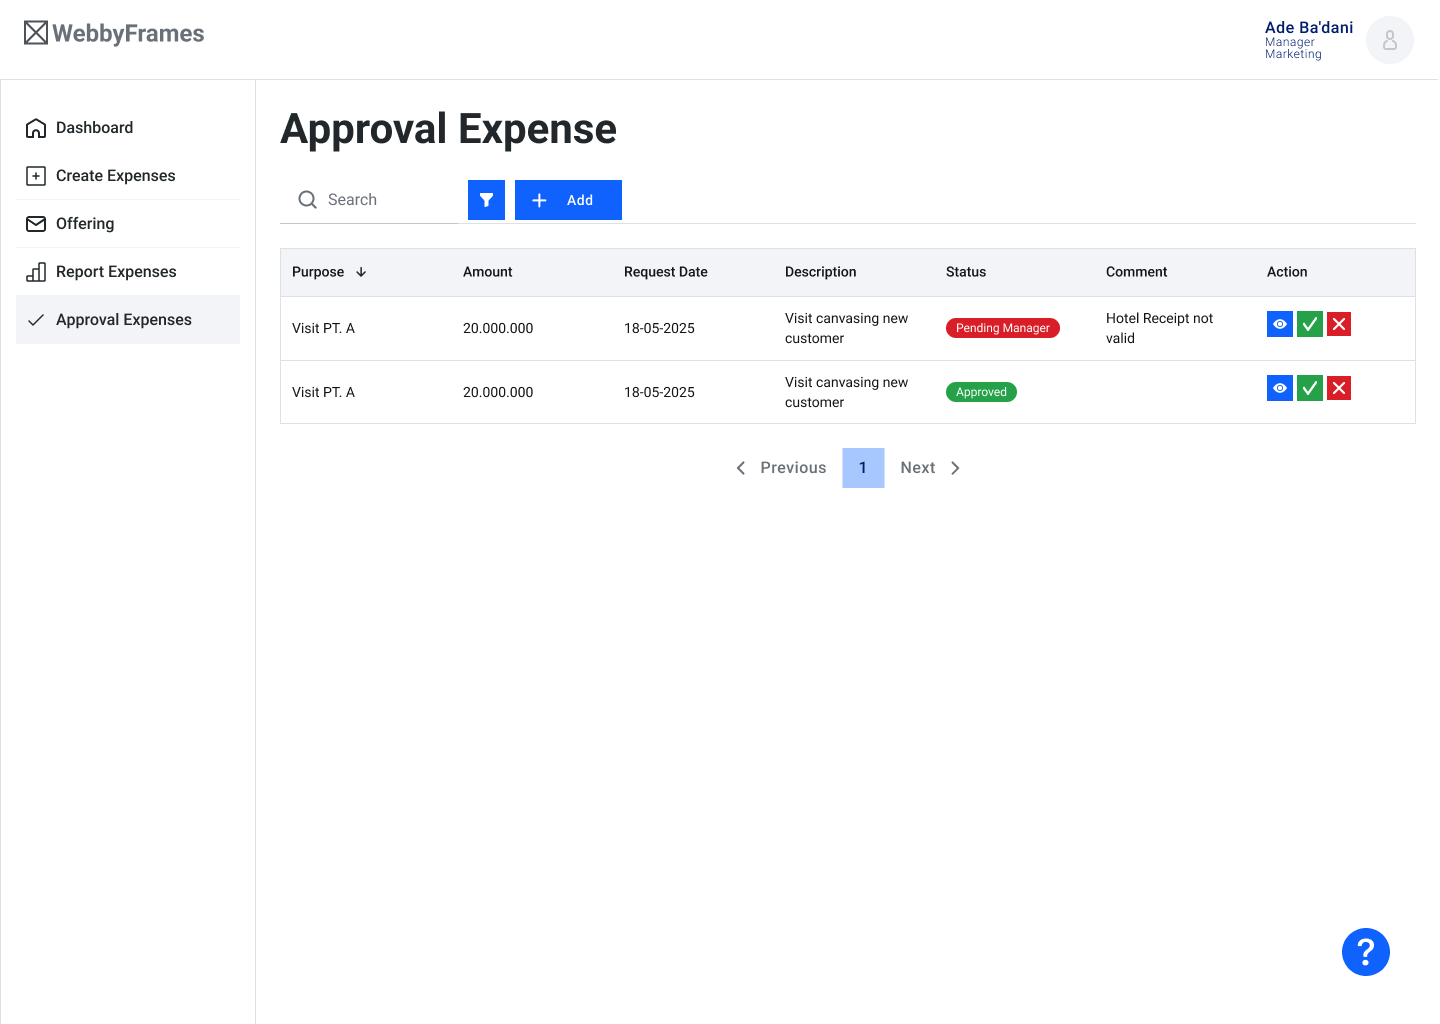 WebbyFrames
Ade Ba'dani
Manager
Marketing
Dashboard
Create Expenses
Offering
Report Expenses
Approval Expenses
Approval Expense
Search
Add
Purpose Amount Request Date Description Status Comment Action
Visit PT. A 20.000.000 18-05-2025 Visit canvasing new customer Pending Manager Hotel Receipt not valid
Visit PT. A 20.000.000 18-05-2025 Visit canvasing new customer Approved
Previous 1 Next
?